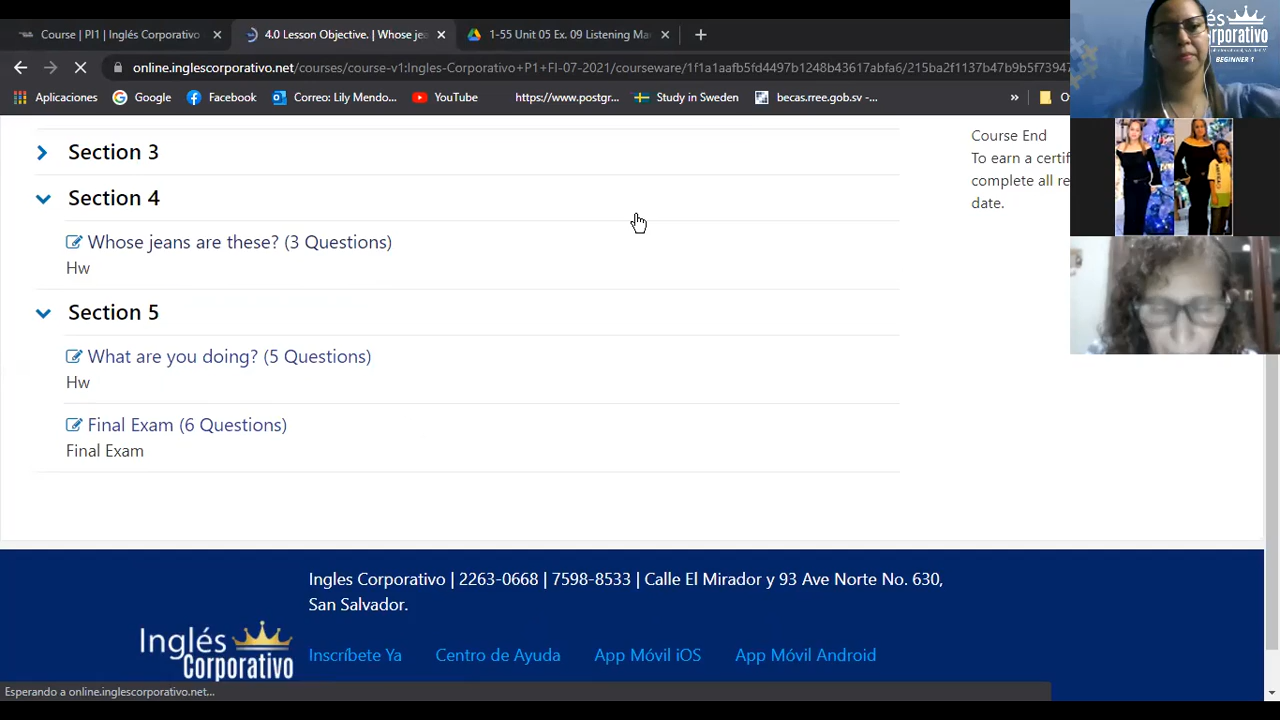 Course | PI1 | Inglés Corporativo
4.0 Lesson Objective. | Whose jea
1-55 Unit 05 Ex. 09 Listening Ma
online.inglescorporativo.net/courses/course-v1:Ingles-Corporativo+PI1+PI-07-2021/courseware/1f1a1aafb5fd4497b1248b43617abfa6/215ba2f1137b47b9b5f73947
Aplicaciones
Google
Facebook
Correo: Lily Mendo...
YouTube
https://www.postgr...
Study in Sweden
becas.rree.gob.sv -...
»
Inglés
Corporativo
BEGINNER 1
Section 3
Course End
To earn a certif
complete all re
date.
Section 4
Whose jeans are these? (3 Questions)
Hw
Section 5
What are you doing? (5 Questions)
Hw
Final Exam (6 Questions)
Final Exam
Ingles Corporativo | 2263-0668 | 7598-8533 | Calle El Mirador y 93 Ave Norte No. 630,
San Salvador.
Inglés
Corporativo
Inscríbete Ya
Centro de Ayuda
App Móvil iOS
App Móvil Android
Esperando a online.inglescorporativo.net...